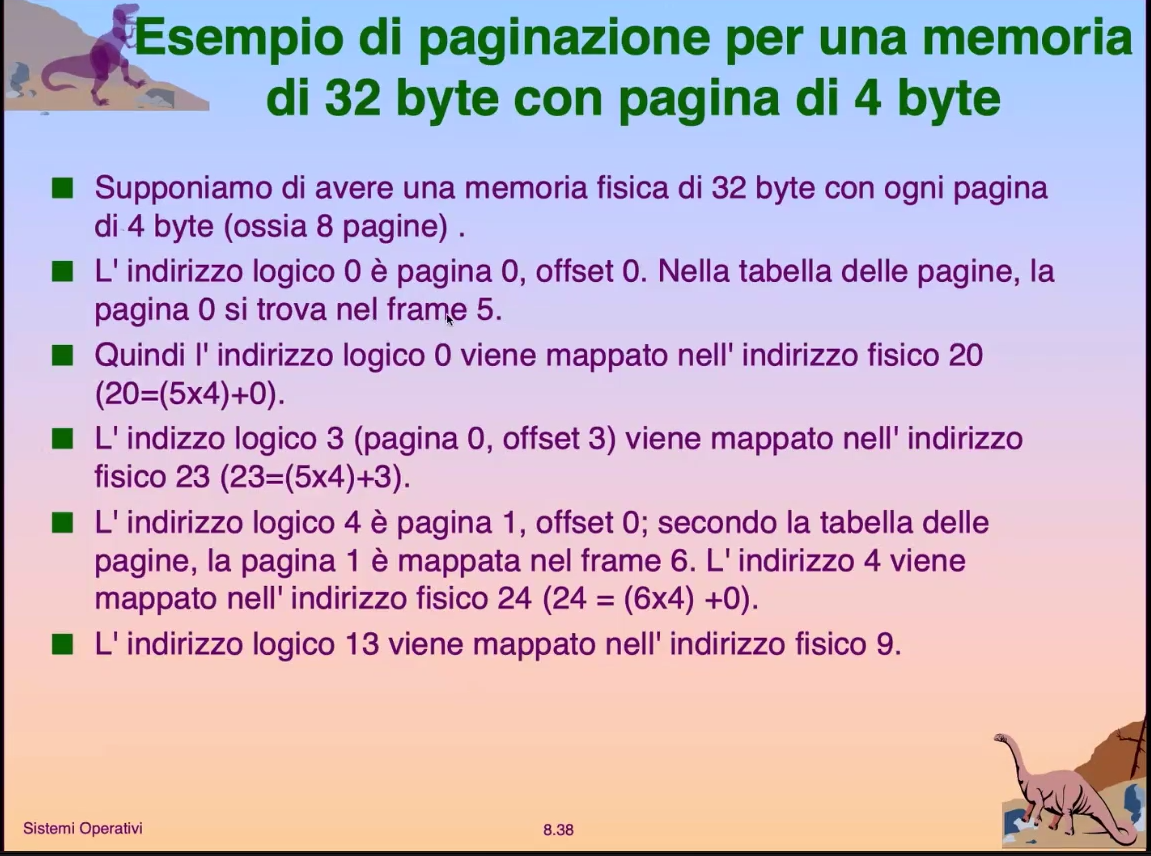 Esempio di paginazione per una memoria
di 32 byte con pagina di 4 byte
Supponiamo di avere una memoria fisica di 32 byte con ogni pagina
di 4 byte (ossia 8 pagine) .
L' indirizzo logico 0 è pagina 0, offset 0. Nella tabella delle pagine, la
pagina 0 si trova nel frame 5.
Quindi l' indirizzo logico 0 viene mappato nell' indirizzo fisico 20
(20=(5x4)+0).
L' indizzo logico 3 (pagina 0, offset 3) viene mappato nell' indirizzo
fisico 23 (23=(5x4)+3).
L' indirizzo logico 4 è pagina 1, offset 0; secondo la tabella delle
pagine, la pagina 1 è mappata nel frame 6. L' indirizzo 4 viene
mappato nell' indirizzo fisico 24 (24 = (6x4) +0).
L' indirizzo logico 13 viene mappato nell' indirizzo fisico 9.
Sistemi Operativi
8.38